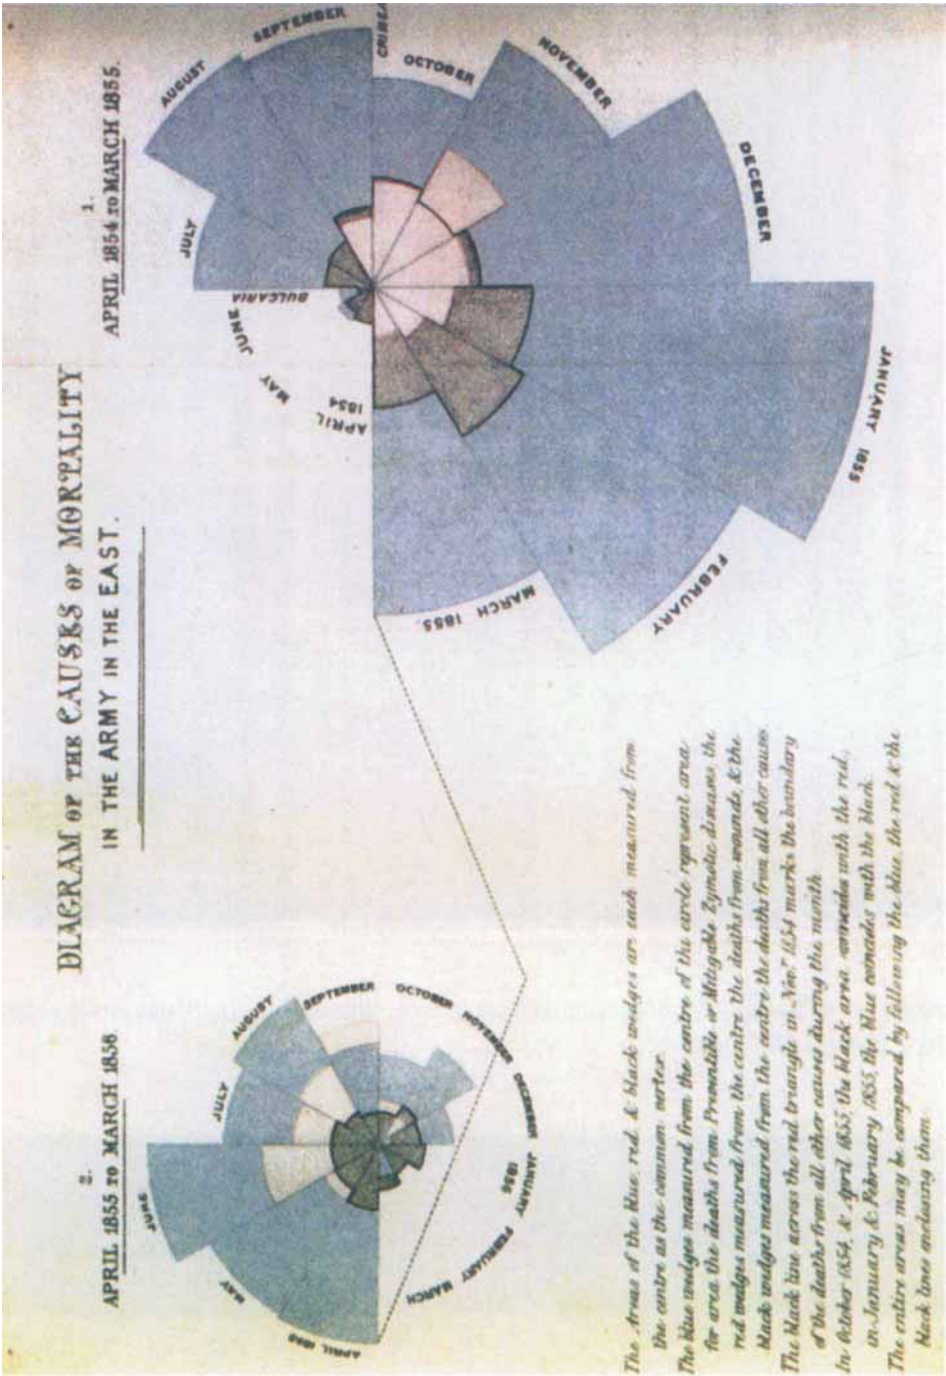 DIAGRAM OF THE CAUSES OF MORTALITY
IN THE ARMY IN THE EAST.
2.
APRIL 1855 TO MARCH 1856
1.
APRIL 1854 TO MARCH 1855.
APRIL 1855
MAY
JUNE
JULY
AUGUST
SEPTEMBER
OCTOBER
NOVEMBER
DECEMBER
JANUARY
1856
FEBRUARY
MARCH
APRIL
1854
MAY
JUNE
BULGARIA
JULY
AUGUST
SEPTEMBER
CRIMEA
OCTOBER
NOVEMBER
DECEMBER
JANUARY 1855
FEBRUARY
MARCH 1855.
The Areas of the blue, red, & black wedges are each measured from
the centre as the common vertex
The blue wedges measured from the centre of the circle represent area
for area the deaths from Preventible or Mitigable Zymotic diseases, the
red wedges measured from the centre the deaths from wounds, & the
black wedges measured from the centre the deaths from all other causes
The black line across the red triangle in Nov.r 1854 marks the boundary
of the deaths from all other causes during the month
In October 1854, & April 1855, the black area coincides with the red,
in January & February 1855, the blue coincides with the black
The entire areas may be compared by following the blue, the red & the
black lines enclosing them.